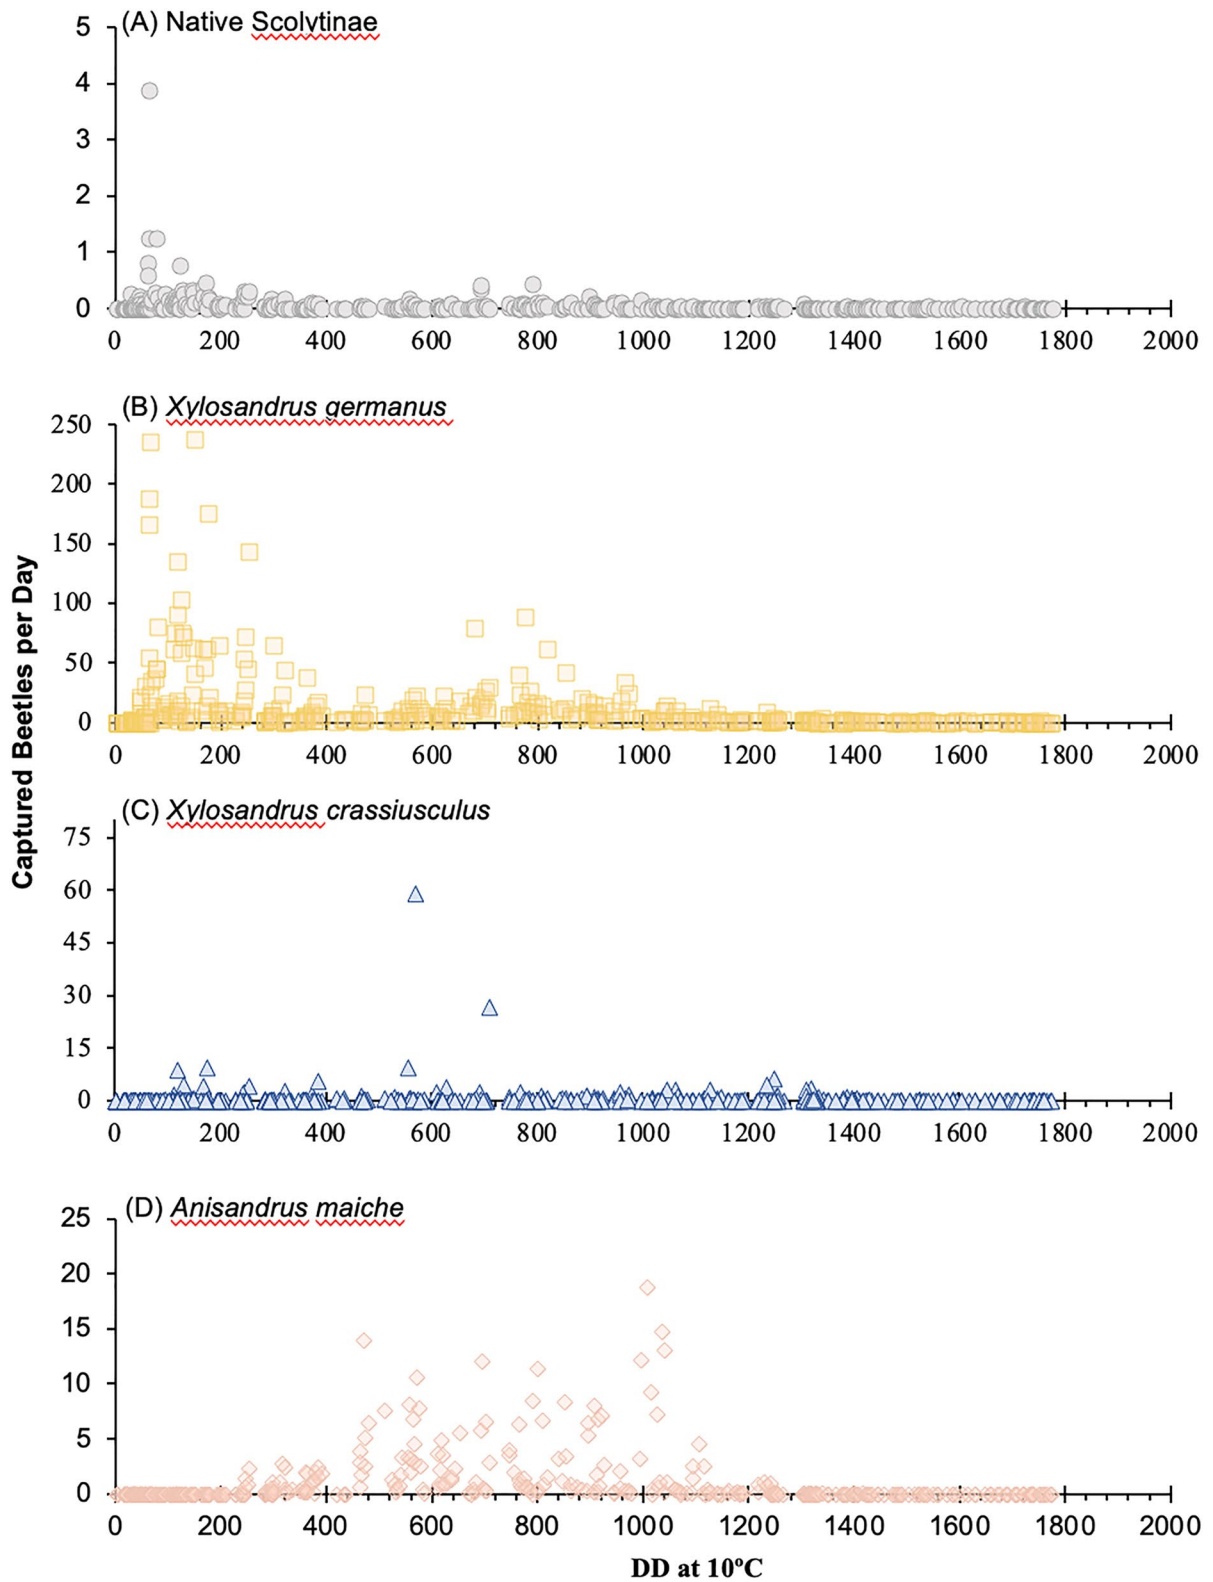 (A) Native Scolytinae
5
4
3
2
1
0
0 200 400 600 800 1000 1200 1400 1600 1800 2000
(B) Xylosandrus germanus
250
200
150
100
50
0
0 200 400 600 800 1000 1200 1400 1600 1800 2000
Captured Beetles per Day
(C) Xylosandrus crassiusculus
75
60
45
30
15
0
0 200 400 600 800 1000 1200 1400 1600 1800 2000
(D) Anisandrus maiche
25
20
15
10
5
0
0 200 400 600 800 1000 1200 1400 1600 1800 2000
DD at 10ºC